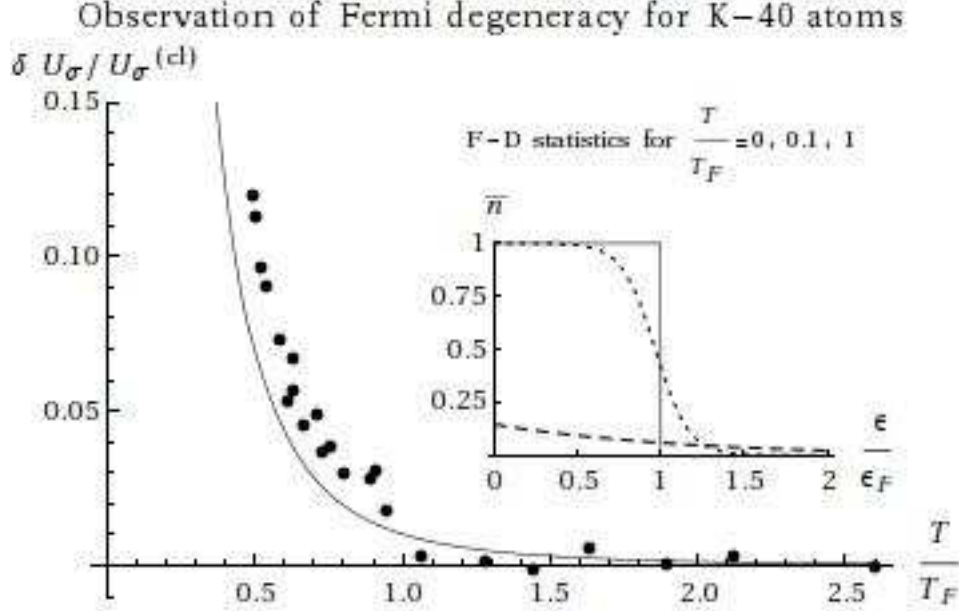 Observation of Fermi degeneracy for K−40 atoms
δ U_σ / U_σ^(cl)
0.15
0.10
0.05
0.5 1.0 1.5 2.0 2.5
T
T_F
F−D statistics for T/T_F =0, 0.1, 1
n̅
1
0.75
0.5
0.25
0 0.5 1 1.5 2
ϵ
ϵ_F